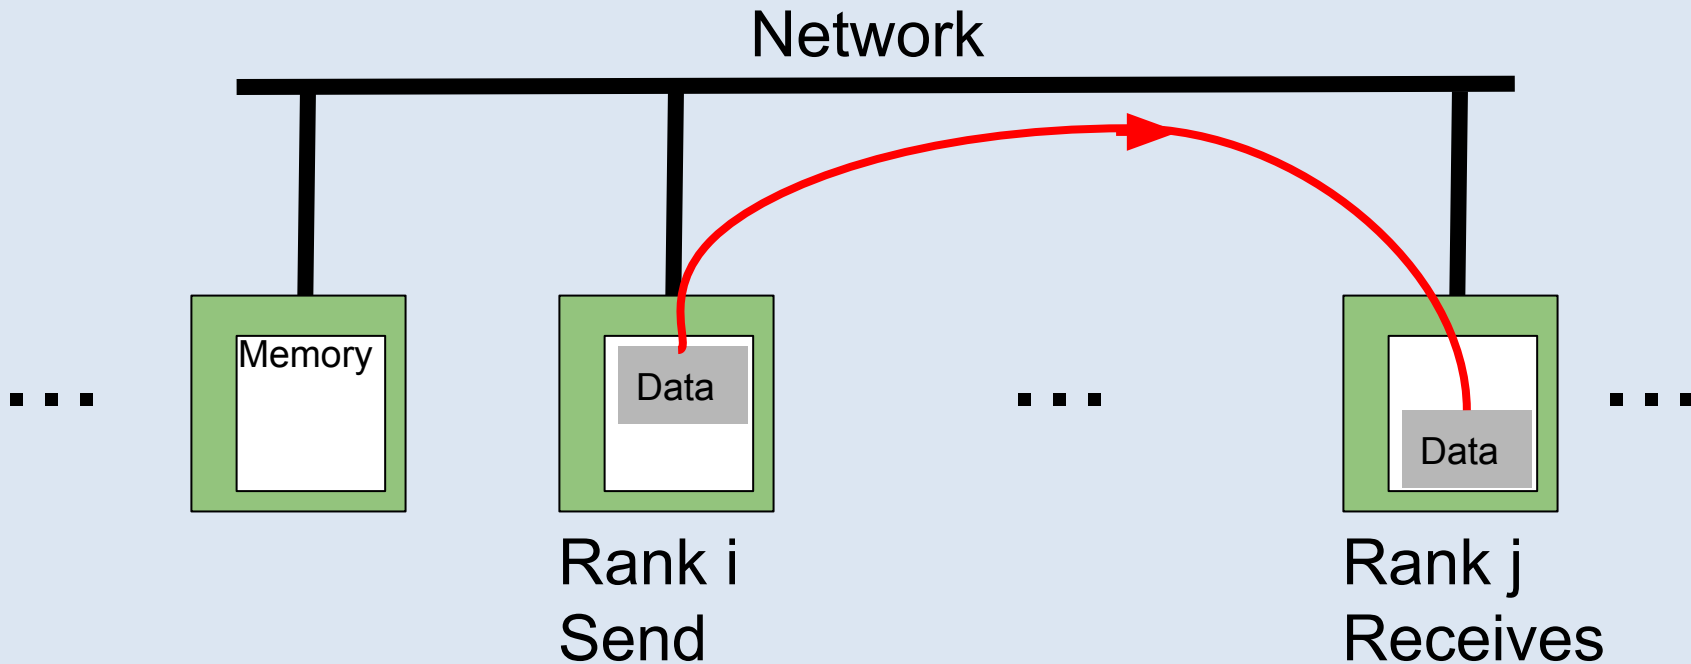 Network
Memory
Data
Data
Rank i
Send
Rank j
Receives